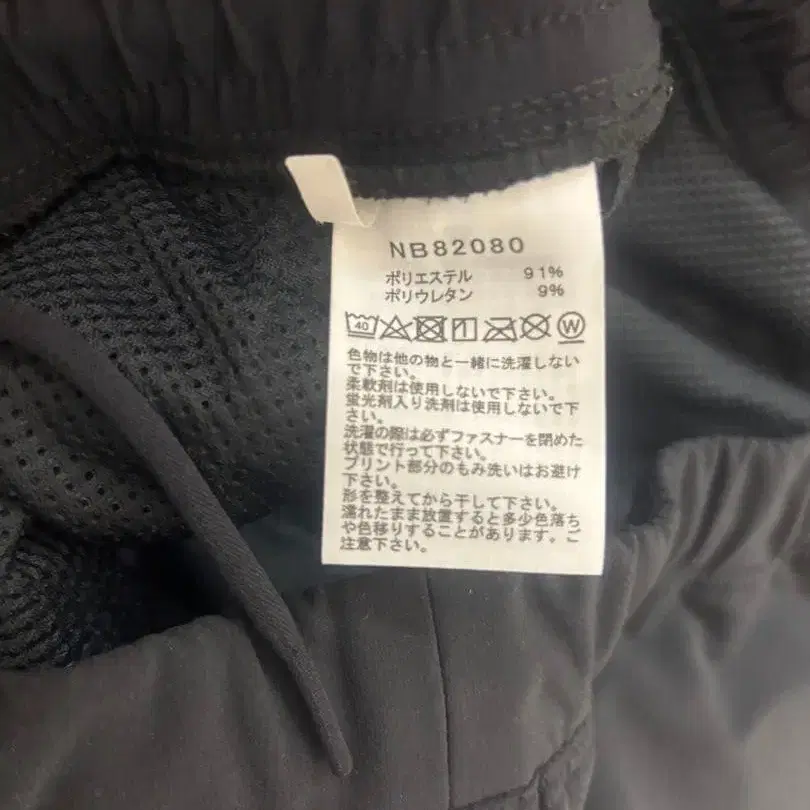 NB82080
ポリエステル 91%
ポリウレタン 9%
40 W
色物は他の物と一緒に洗濯しない
で下さい。
柔軟剤は使用しないで下さい。
蛍光剤入り洗剤は使用しないで下
さい。
洗濯の際は必ずファスナーを閉めた
状態で行って下さい。
プリント部分のもみ洗いはお避け
下さい。
形を整えてから干して下さい。
濡れたまま放置すると多少色落ち
や色移りすることがあります。ご
注意下さい。